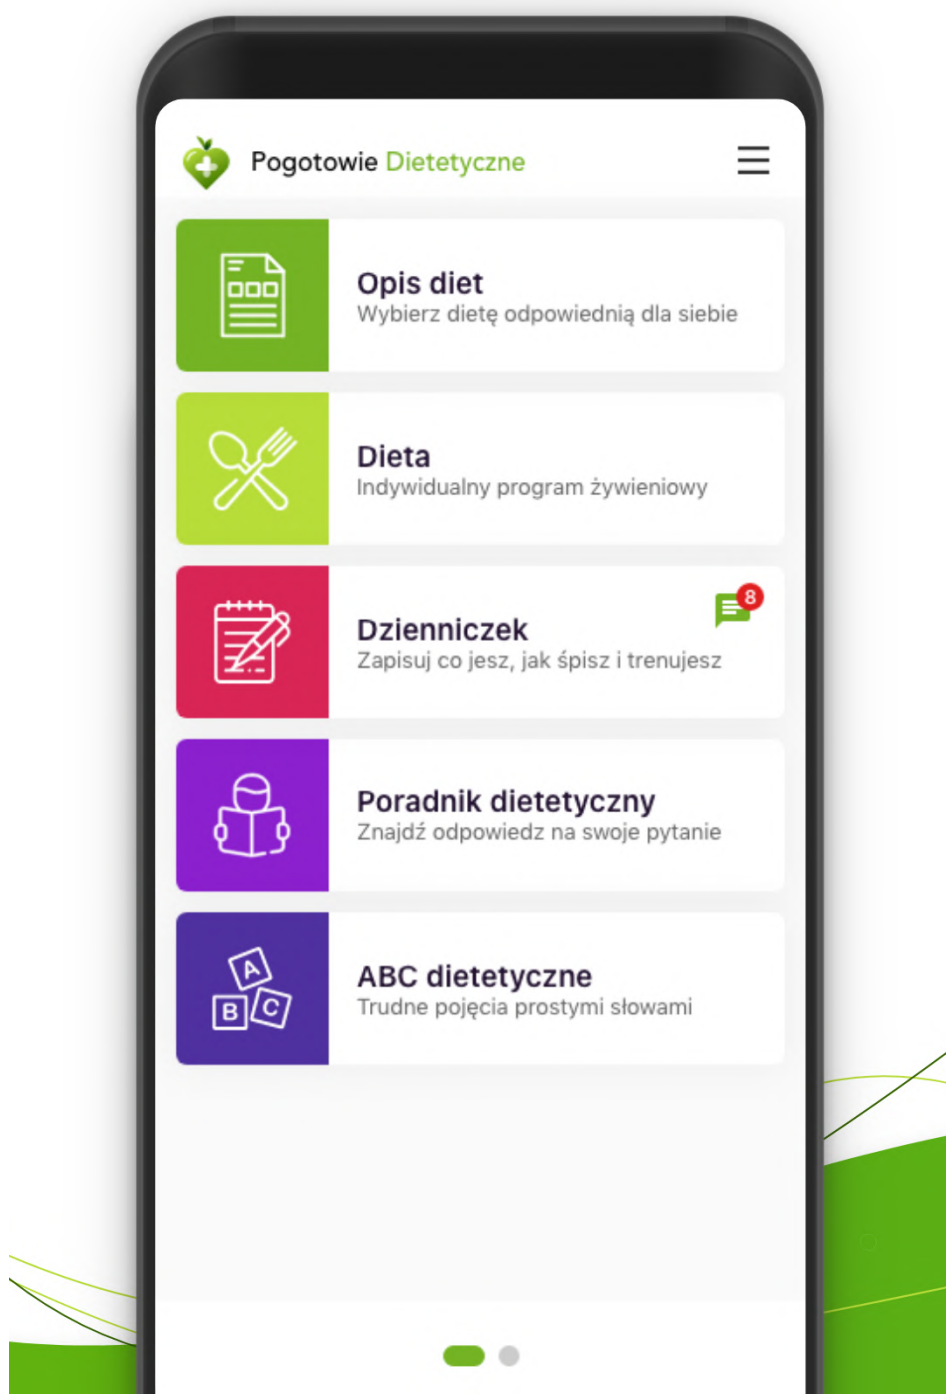 Pogotowie Dietetyczne
Opis diet
Wybierz dietę odpowiednią dla siebie
Dieta
Indywidualny program żywieniowy
8
Dzienniczek
Zapisuj co jesz, jak śpisz i trenujesz
Poradnik dietetyczny
Znajdź odpowiedz na swoje pytanie
A
B C
ABC dietetyczne
Trudne pojęcia prostymi słowami